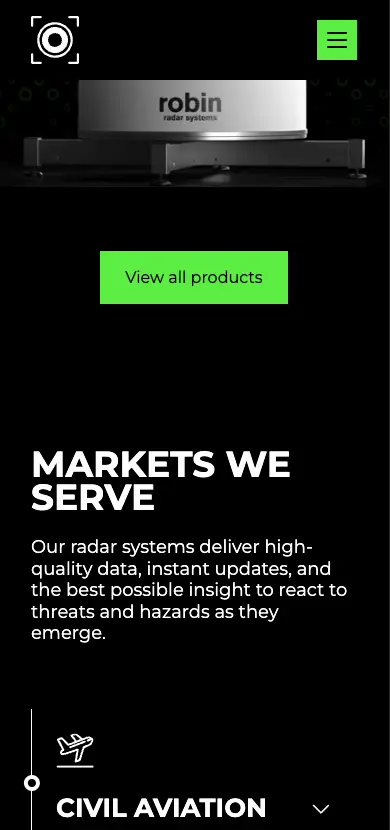 robin
radar systems
View all products
MARKETS WE
SERVE
Our radar systems deliver high-
quality data, instant updates, and
the best possible insight to react to
threats and hazards as they
emerge.
CIVIL AVIATION